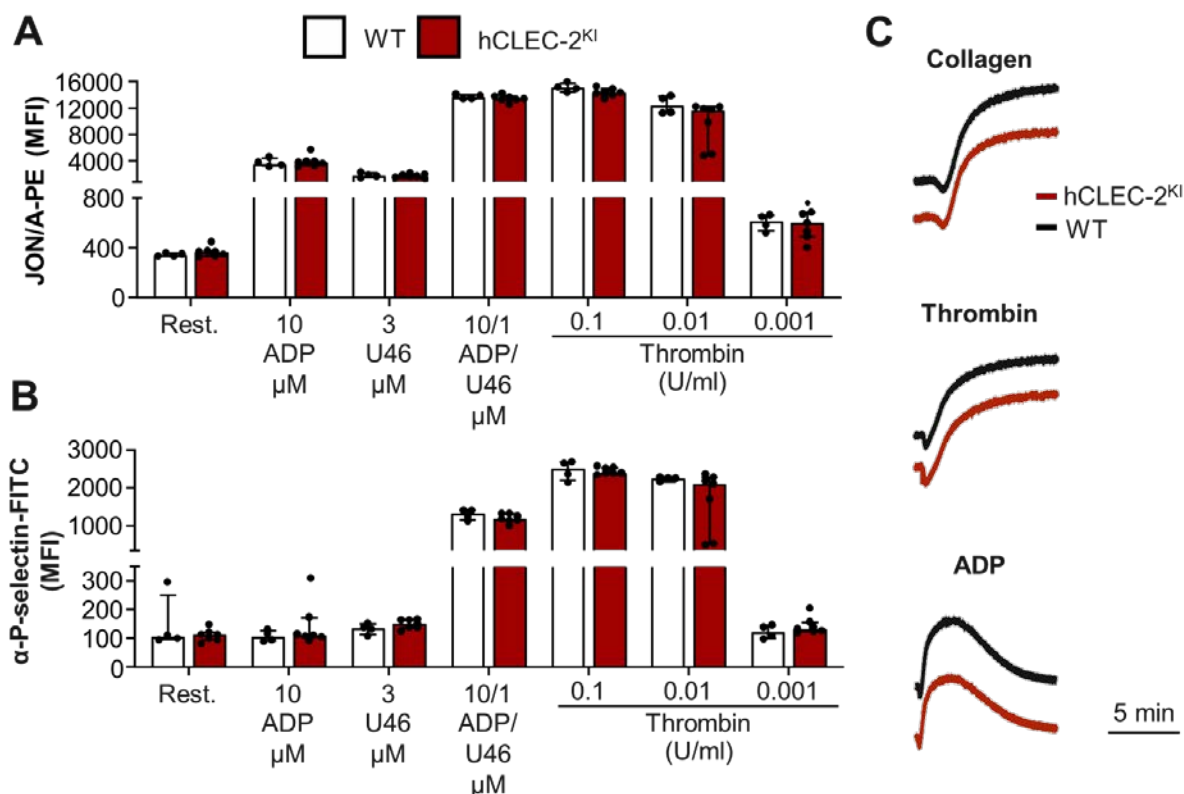 A
WT hCLEC-2KI
JON/A-PE (MFI)
16000
12000
8000
4000
800
400
0
Rest. 10 3 10/1 0.1 0.01 0.001
ADP U46 ADP/ Thrombin
µM µM U46 (U/ml)
µM
B
α-P-selectin-FITC
(MFI)
3000
2000
1000
300
200
100
0
Rest. 10 3 10/1 0.1 0.01 0.001
ADP U46 ADP/ Thrombin
µM µM U46 (U/ml)
µM
C
Collagen
hCLEC-2KI
WT
Thrombin
ADP
5 min